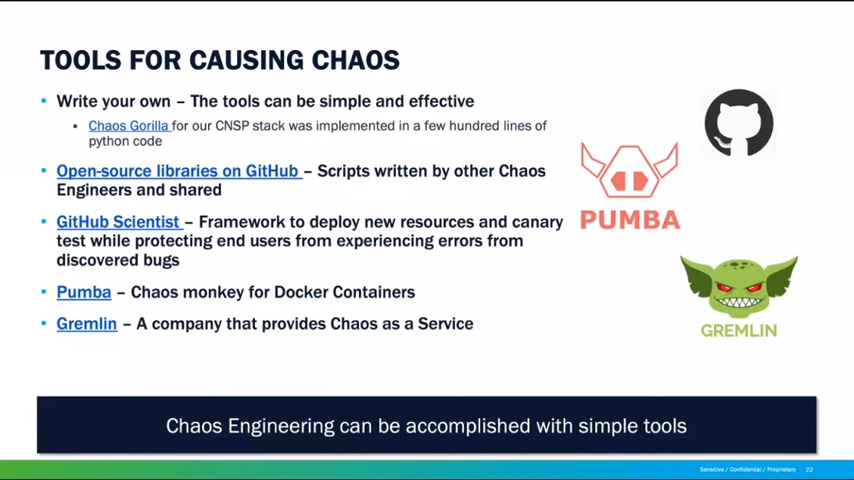 TOOLS FOR CAUSING CHAOS
• Write your own – The tools can be simple and effective
▪ Chaos Gorilla for our CNSP stack was implemented in a few hundred lines of
python code
• Open-source libraries on GitHub – Scripts written by other Chaos
Engineers and shared
• GitHub Scientist – Framework to deploy new resources and canary
test while protecting end users from experiencing errors from
discovered bugs
• Pumba – Chaos monkey for Docker Containers
• Gremlin – A company that provides Chaos as a Service
PUMBA
GREMLIN
Chaos Engineering can be accomplished with simple tools
Sensitive / Confidential / Proprietary 22